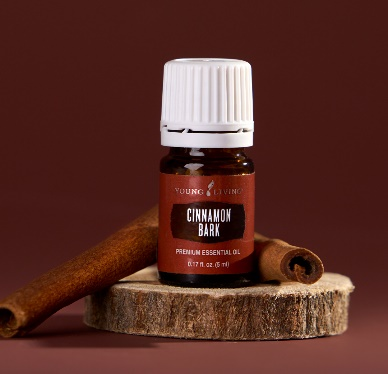 YOUNG LIVING
CINNAMON
BARK
PREMIUM ESSENTIAL OIL
0.17 fl. oz. (5 ml)